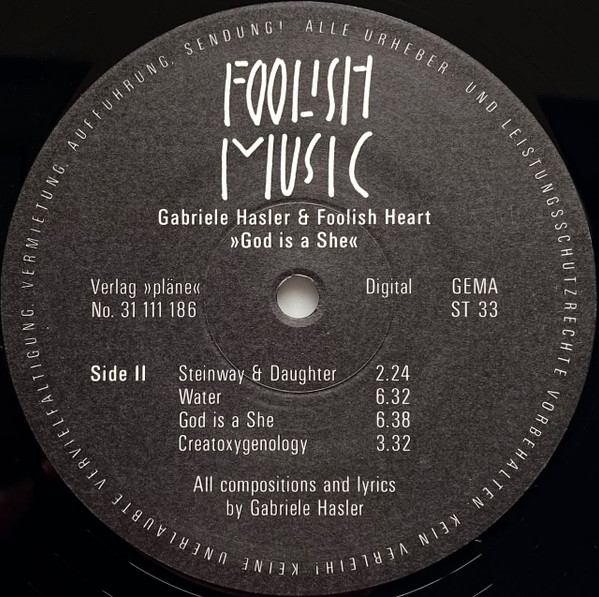 FOOLISH
MUSIC
Gabriele Hasler & Foolish Heart
»God is a She«
Verlag »pläne«
No. 31 111 186
Digital
GEMA
ST 33
Side II
Steinway & Daughter 2.24
Water 6.32
God is a She 6.38
Creatoxygenology 3.32
All compositions and lyrics
by Gabriele Hasler
ALLE URHEBER- UND LEISTUNGSSCHUTZRECHTE VORBEHALTEN. KEIN VERLEIH! KEINE UNERLAUBTE VERVIELFÄLTIGUNG, VERMIETUNG, AUFFÜHRUNG, SENDUNG!